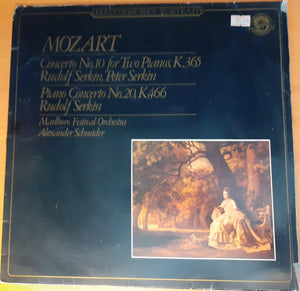 MASTERWORKS PORTRAIT
MOZART
Concerto No.10 for Two Pianos, K.365
Rudolf Serkin, Peter Serkin
Piano Concerto No.20, K.466
Rudolf Serkin
Marlboro Festival Orchestra
Alexander Schneider